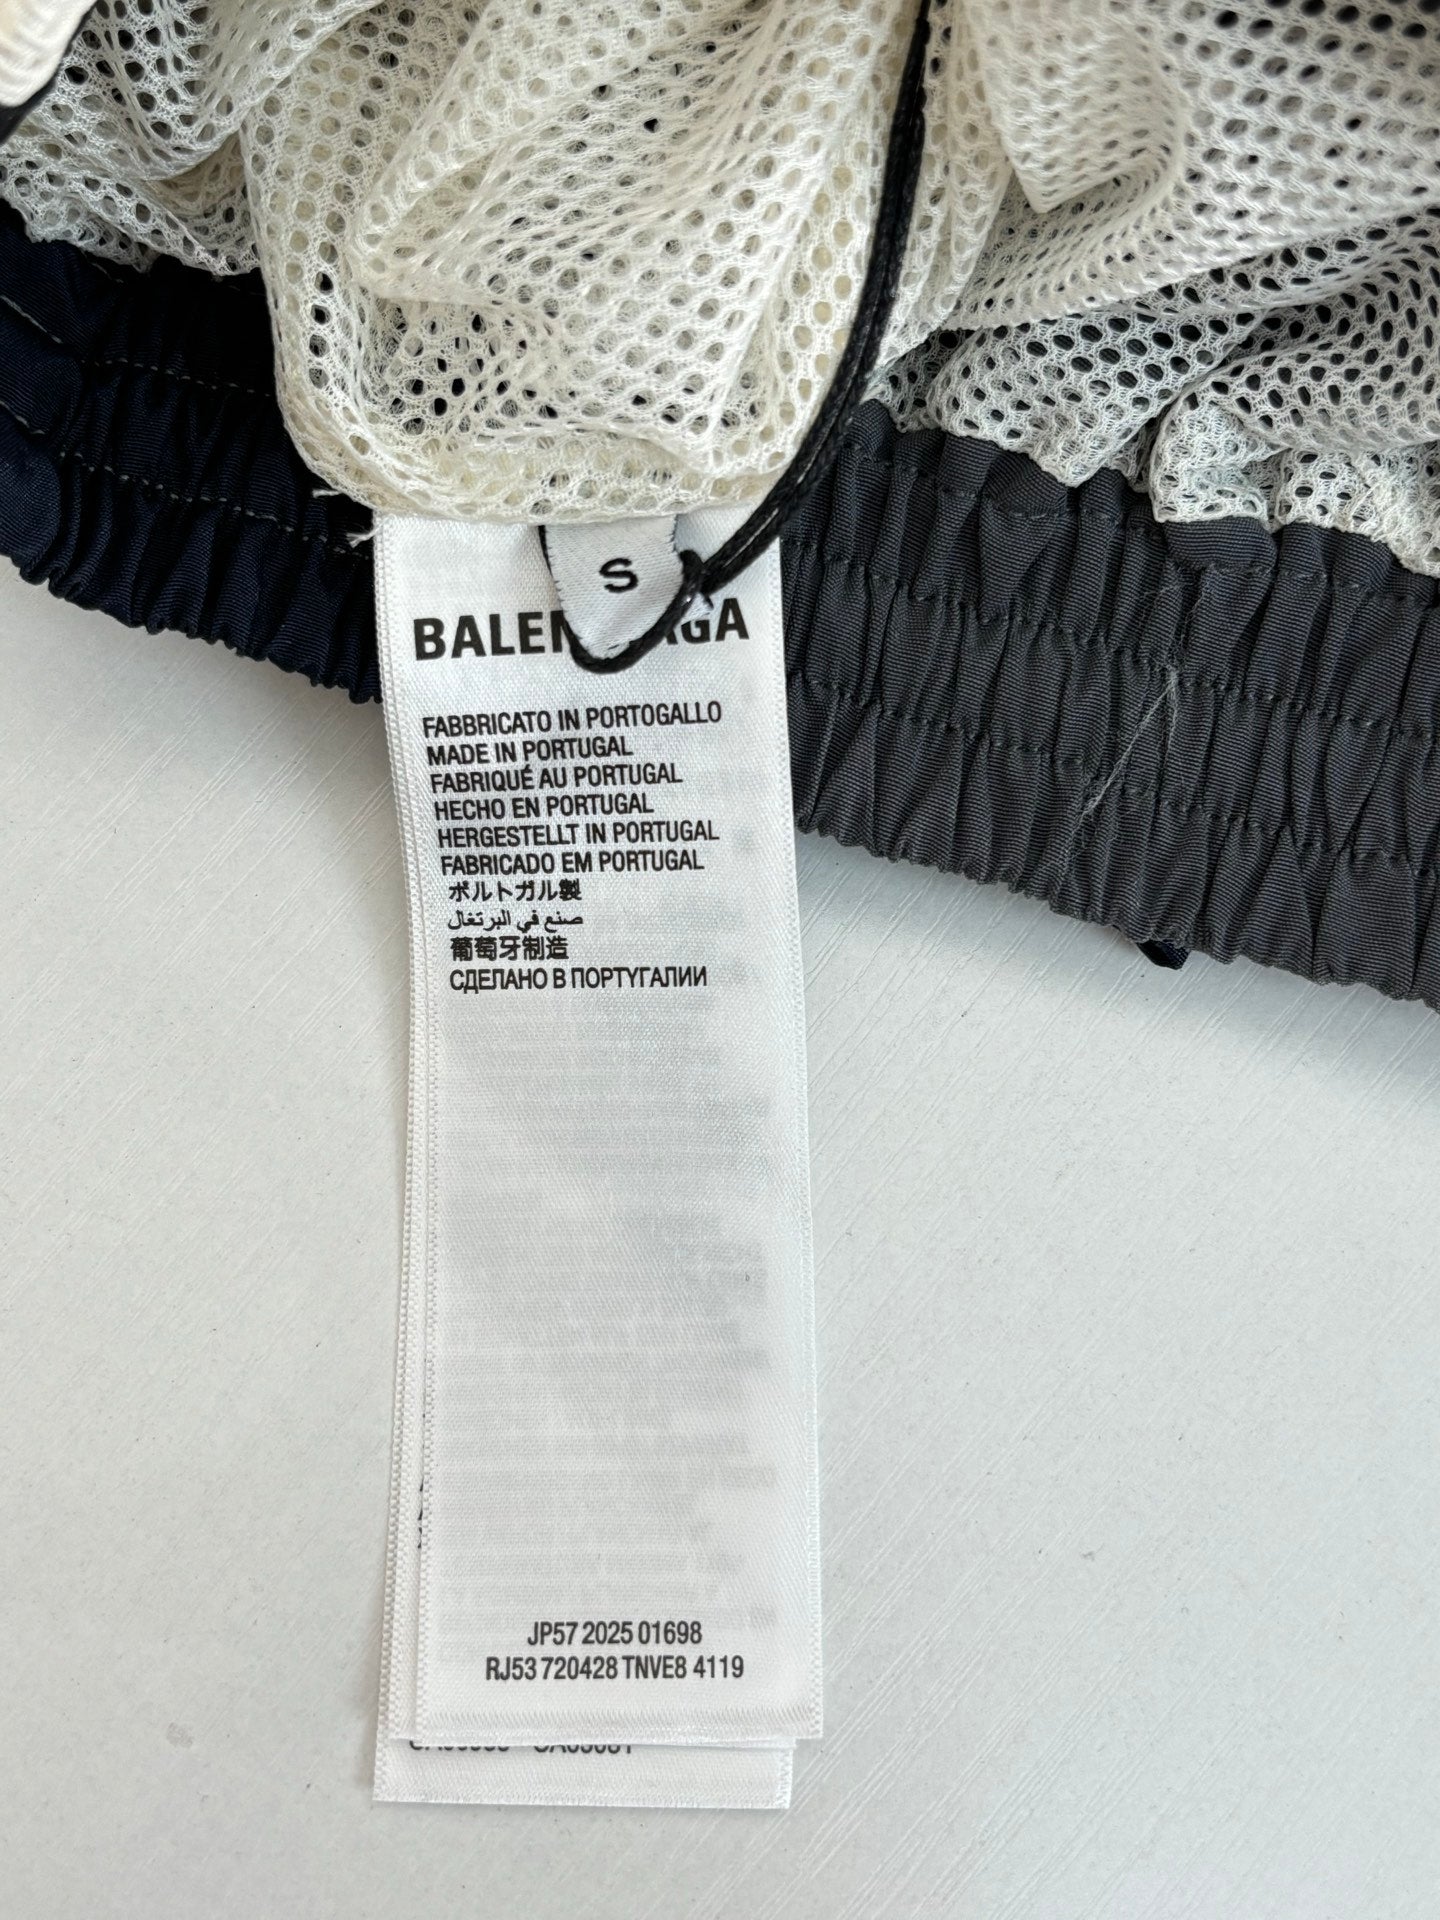 S
FABBRICATO IN PORTOGALLO
MADE IN PORTUGAL
FABRIQUÉ AU PORTUGAL
HECHO EN PORTUGAL
HERGESTELLT IN PORTUGAL
FABRICADO EM PORTUGAL
ポルトガル製
صنع في البرتغال
葡萄牙制造
СДЕЛАНО В ПОРТУГАЛИИ
JP57 2025 01698
RJ53 720428 TNVE8 4119